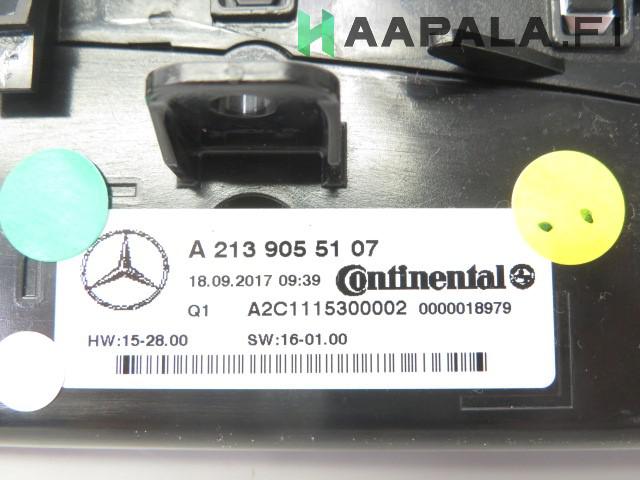 HAAPALA.FI
A 213 905 51 07
18.09.2017 09:39 Continental
Q1 A2C1115300002 0000018979
HW:15-28.00 SW:16-01.00